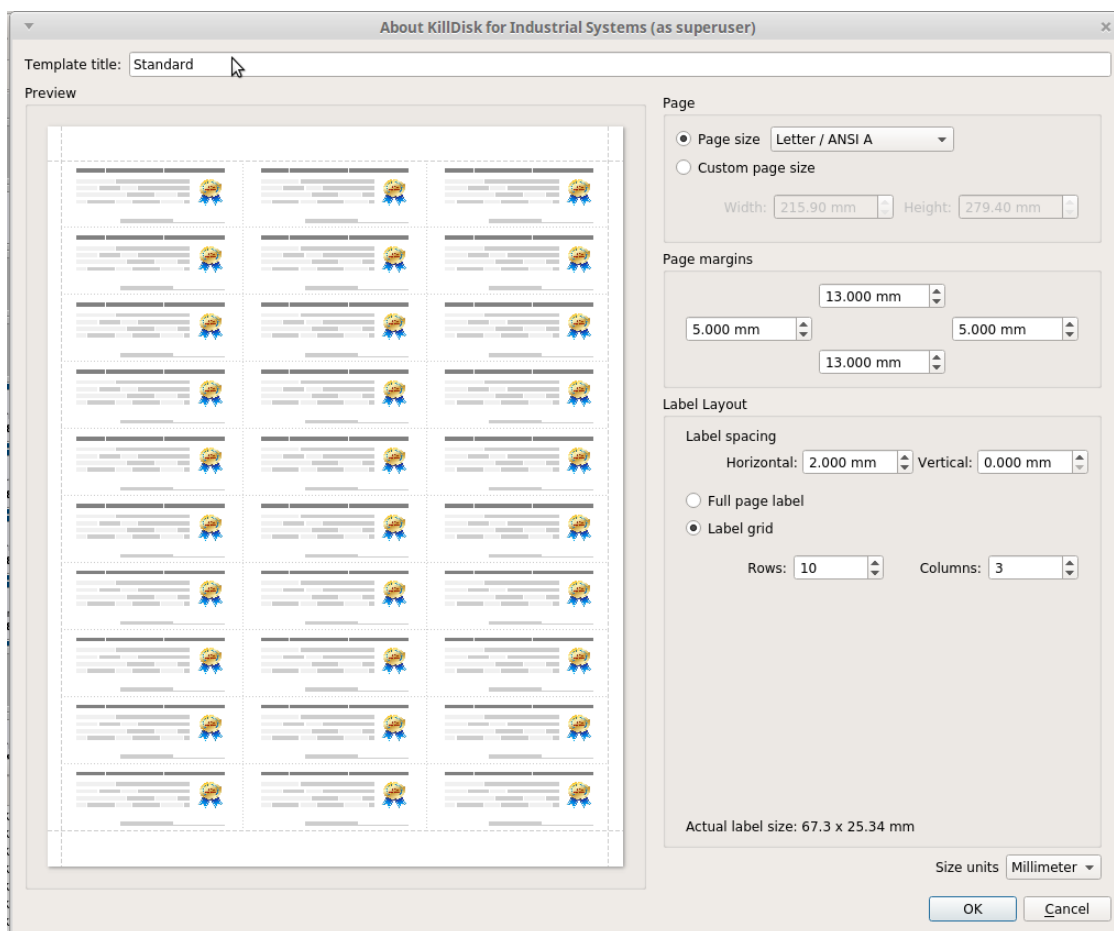 About KillDisk for Industrial Systems (as superuser)
Template title: Standard
Preview
Page
Page size Letter / ANSI A
Custom page size
Width: 215.90 mm Height: 279.40 mm
Page margins
13.000 mm
5.000 mm 5.000 mm
13.000 mm
Label Layout
Label spacing
Horizontal: 2.000 mm Vertical: 0.000 mm
Full page label
Label grid
Rows: 10 Columns: 3
Actual label size: 67.3 x 25.34 mm
Size units Millimeter
OK Cancel